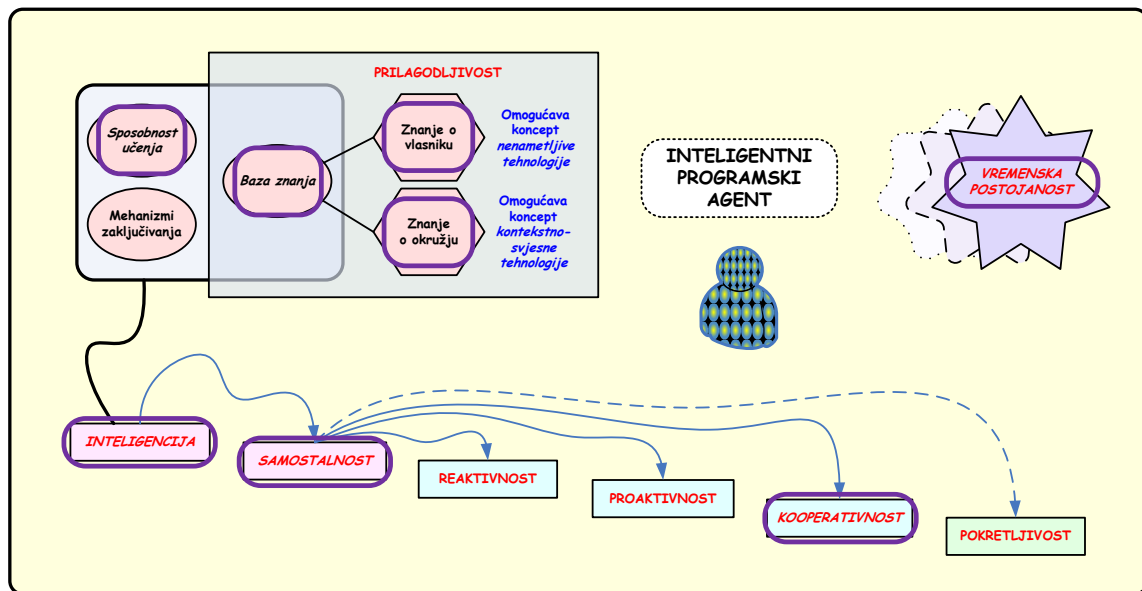 PRILAGODLJIVOST
Sposobnost
učenja
Mehanizmi
zaključivanja
Baza znanja
Znanje o
vlasniku
Znanje
o okružju
Omogućava
koncept
nenametljive
tehnologije
Omogućava
koncept
kontekstno-
svjesne
tehnologije
INTELIGENTNI
PROGRAMSKI
AGENT
VREMENSKA
POSTOJANOST
INTELIGENCIJA
SAMOSTALNOST
REAKTIVNOST
PROAKTIVNOST
KOOPERATIVNOST
POKRETLJIVOST